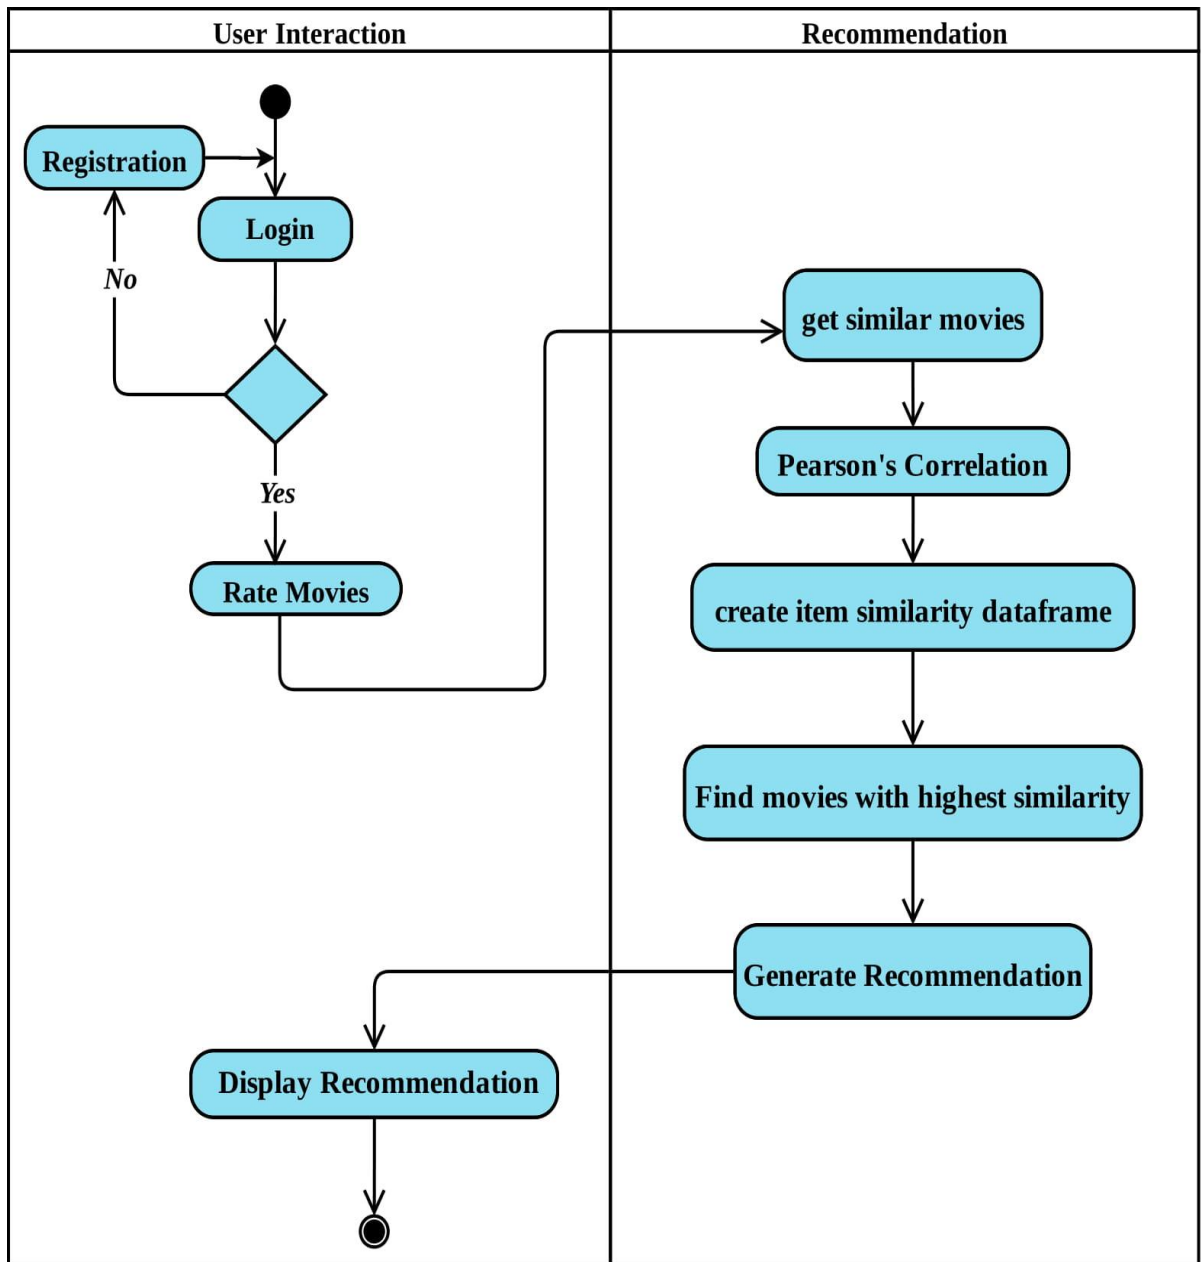 User Interaction
Recommendation
Registration
Login
No
Yes
Rate Movies
get similar movies
Pearson's Correlation
create item similarity dataframe
Find movies with highest similarity
Generate Recommendation
Display Recommendation